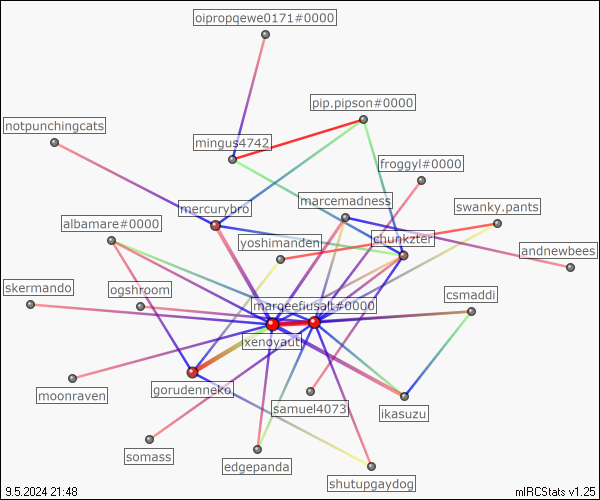 oipropqewe0171#0000
pip.pipson#0000
notpunchingcats
mingus4742
froggyl#0000
marcemadness
mercurybro
swanky.pants
albamare#0000
chunkzter
yoshimanden
andnewbees
skermando
ogshroom
csmaddi
marqeefiusalt#0000
xenoyaut
gorudenneko
moonraven
samuel4073
ikasuzu
somass
edgepanda
shutupgaydog
9.5.2024 21:48
mIRCStats v1.25